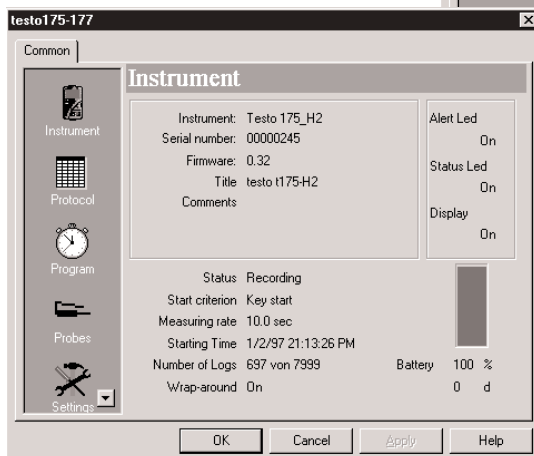 testo175-177
Common
Instrument
Protocol
Program
Probes
Settings
Instrument
Instrument: Testo 175_H2
Serial number: 00000245
Firmware: 0.32
Title testo t175-H2
Comments
Alert Led
On
Status Led
On
Display
On
Status Recording
Start criterion Key start
Measuring rate 10.0 sec
Starting Time 1/2/97 21:13:26 PM
Number of Logs 697 von 7999
Wrap-around On
Battery 100 %
0 d
OK Cancel Apply Help